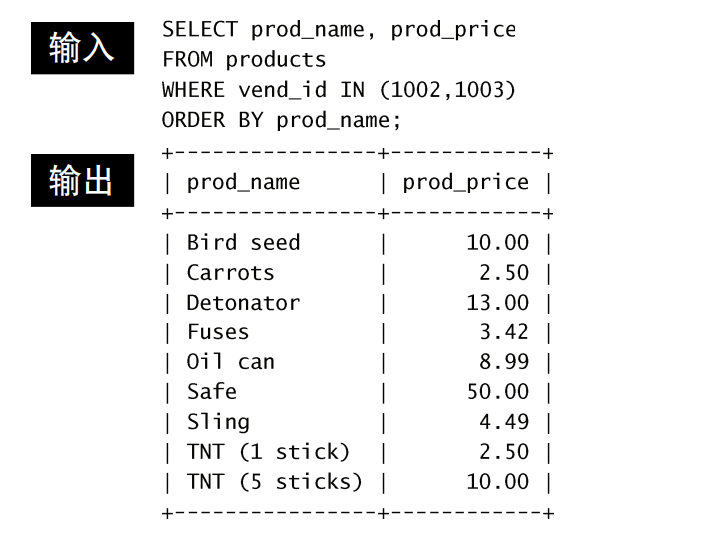 输入
SELECT prod_name, prod_price
FROM products
WHERE vend_id IN (1002,1003)
ORDER BY prod_name;
输出
+----------------+------------+
| prod_name      | prod_price |
+----------------+------------+
| Bird seed      |      10.00 |
| Carrots        |       2.50 |
| Detonator      |      13.00 |
| Fuses          |       3.42 |
| Oil can        |       8.99 |
| Safe           |      50.00 |
| Sling          |       4.49 |
| TNT (1 stick)  |       2.50 |
| TNT (5 sticks) |      10.00 |
+----------------+------------+